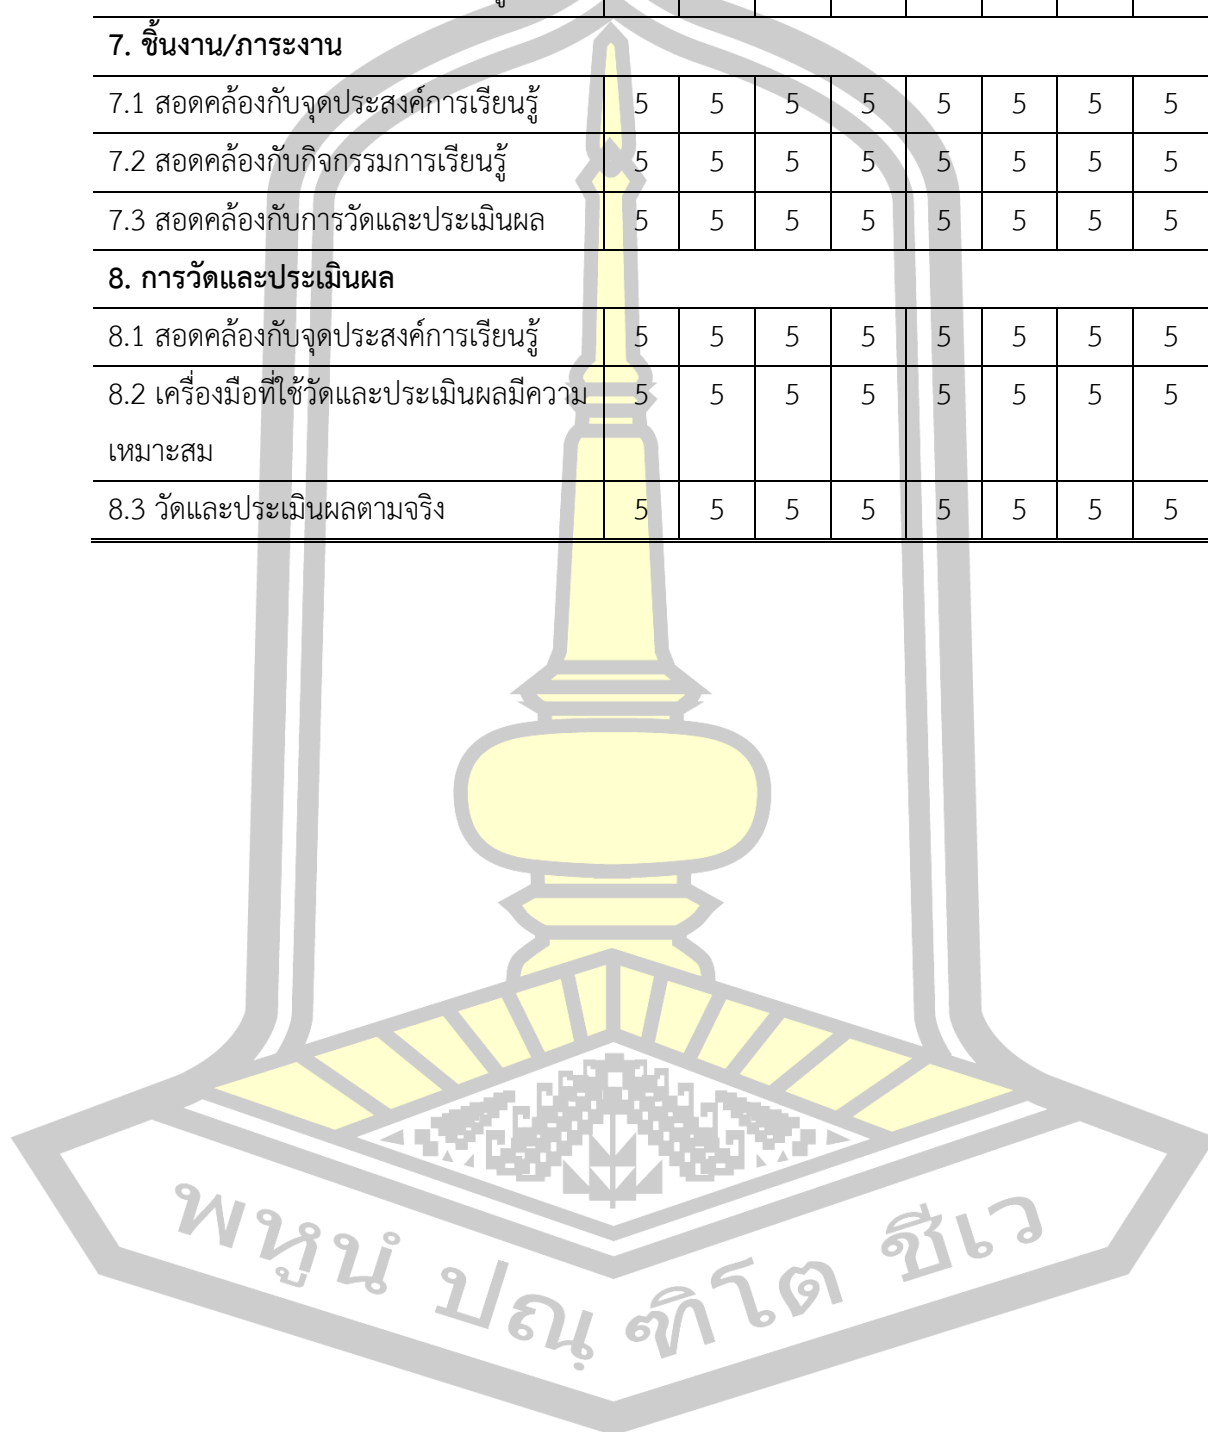 7. ชิ้นงาน/ภาระงาน
7.1 สอดคล้องกับจุดประสงค์การเรียนรู้ 5 5 5 5 5 5 5 5
7.2 สอดคล้องกับกิจกรรมการเรียนรู้ 5 5 5 5 5 5 5 5
7.3 สอดคล้องกับการวัดและประเมินผล 5 5 5 5 5 5 5 5
8. การวัดและประเมินผล
8.1 สอดคล้องกับจุดประสงค์การเรียนรู้ 5 5 5 5 5 5 5 5
8.2 เครื่องมือที่ใช้วัดและประเมินผลมีความ 5 5 5 5 5 5 5 5
เหมาะสม
8.3 วัดและประเมินผลตามจริง 5 5 5 5 5 5 5 5
พหูนํ ปณฺฑิโต ชีเว